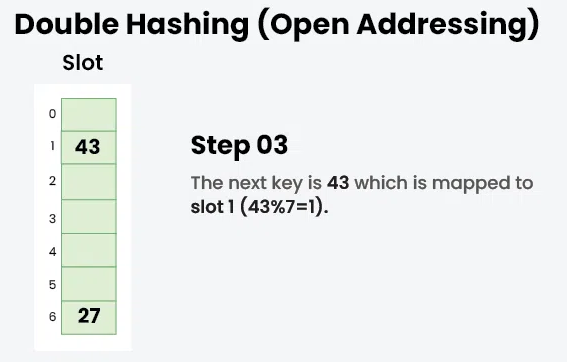 Double Hashing (Open Addressing)
Slot
0
1 43
2
3
4
5
6 27
Step 03
The next key is 43 which is mapped to
slot 1 (43%7=1).